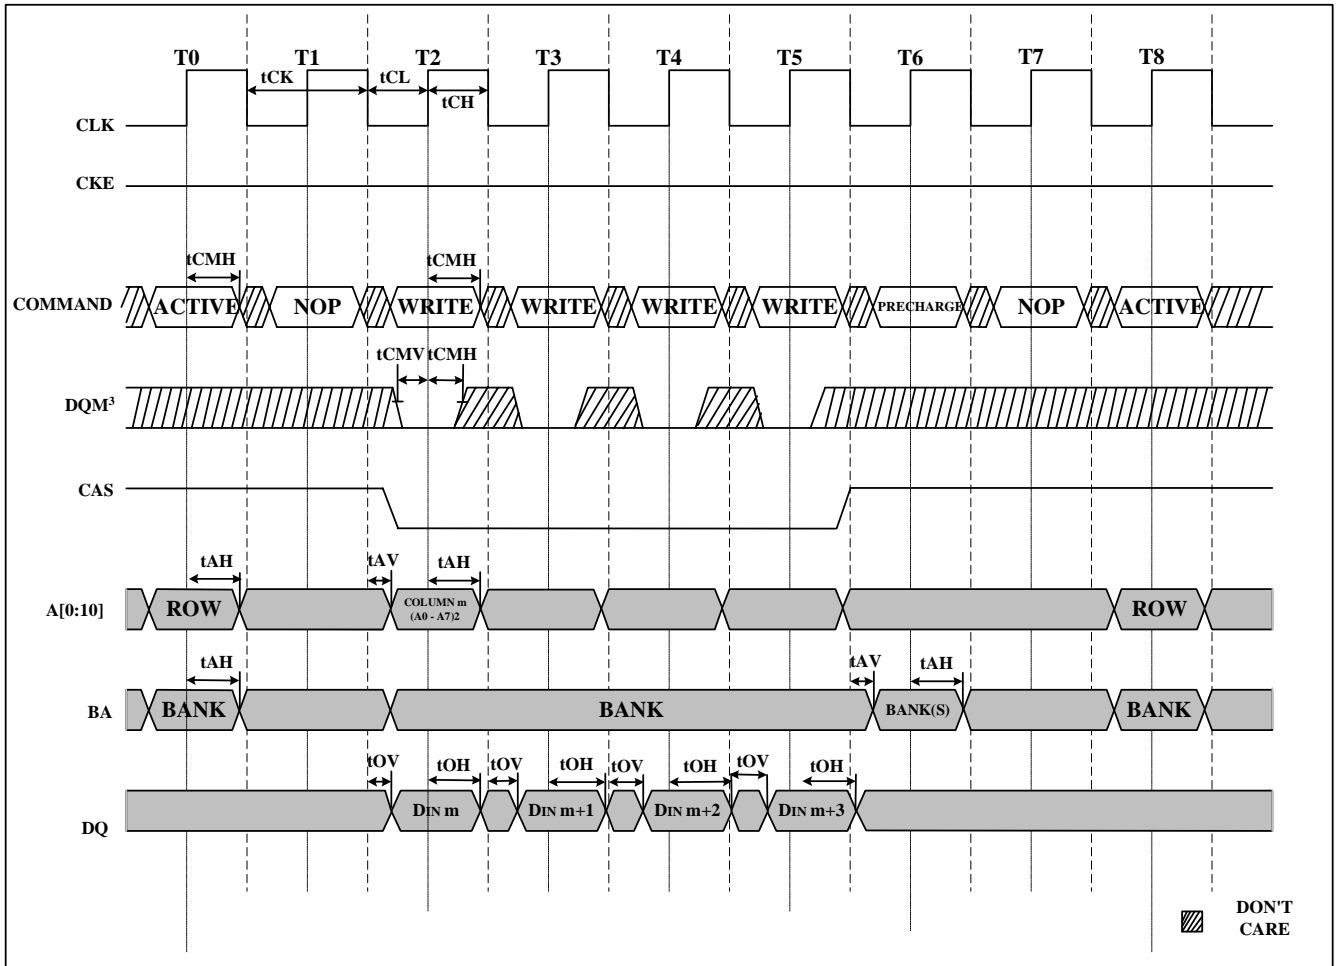 T0 T1 T2 T3 T4 T5 T6 T7 T8
tCK tCL
tCH
CLK
CKE
tCMH tCMH
COMMAND ACTIVE NOP WRITE WRITE WRITE WRITE PRECHARGE NOP ACTIVE
tCMV tCMH
DQM³
CAS
tAH tAV tAH
A[0:10] ROW COLUMN m ROW
(A0 - A7)2
tAH tAV tAH
BA BANK BANK BANK(S) BANK
tOV tOH tOV tOH tOV tOH tOV tOH
DQ DIN m DIN m+1 DIN m+2 DIN m+3
DON'T
CARE